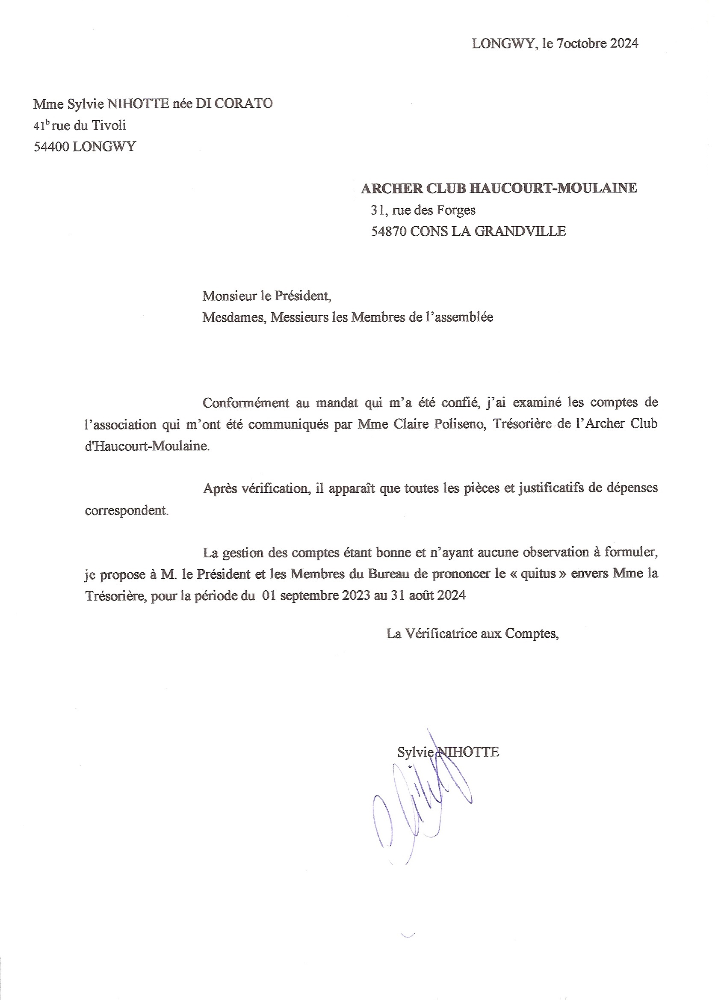 LONGWY, le 7octobre 2024
Mme Sylvie NIHOTTE née DI CORATO
41b rue du Tivoli
54400 LONGWY
ARCHER CLUB HAUCOURT-MOULAINE
31, rue des Forges
54870 CONS LA GRANDVILLE
Monsieur le Président,
Mesdames, Messieurs les Membres de l’assemblée
Conformément au mandat qui m’a été confié, j’ai examiné les comptes de
l’association qui m’ont été communiqués par Mme Claire Poliseno, Trésorière de l’Archer Club
d'Haucourt-Moulaine.
Après vérification, il apparaît que toutes les pièces et justificatifs de dépenses
correspondent.
La gestion des comptes étant bonne et n’ayant aucune observation à formuler,
je propose à M. le Président et les Membres du Bureau de prononcer le « quitus » envers Mme la
Trésorière, pour la période du  01 septembre 2023 au 31 août 2024
La Vérificatrice aux Comptes,
Sylvie NIHOTTE